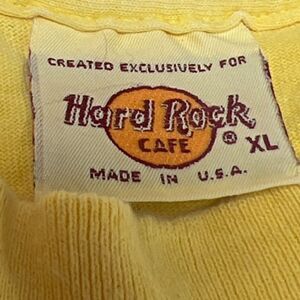 CREATED EXCLUSIVELY FOR
Hard Rock
CAFE ® XL
MADE IN U.S.A.